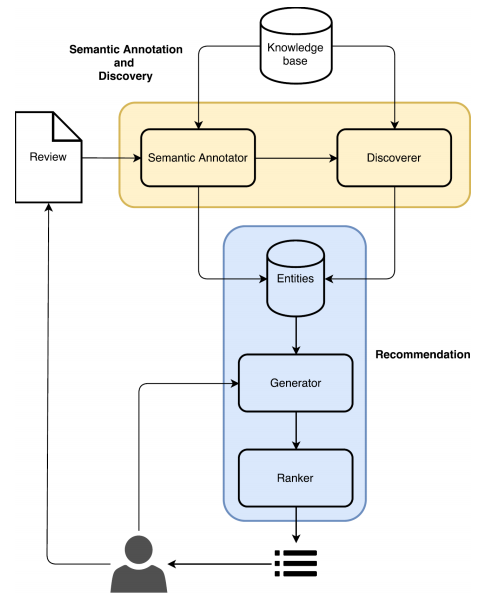 Semantic Annotation
and
Discovery
Knowledge
base
Review
Semantic Annotator
Discoverer
Entities
Recommendation
Generator
Ranker